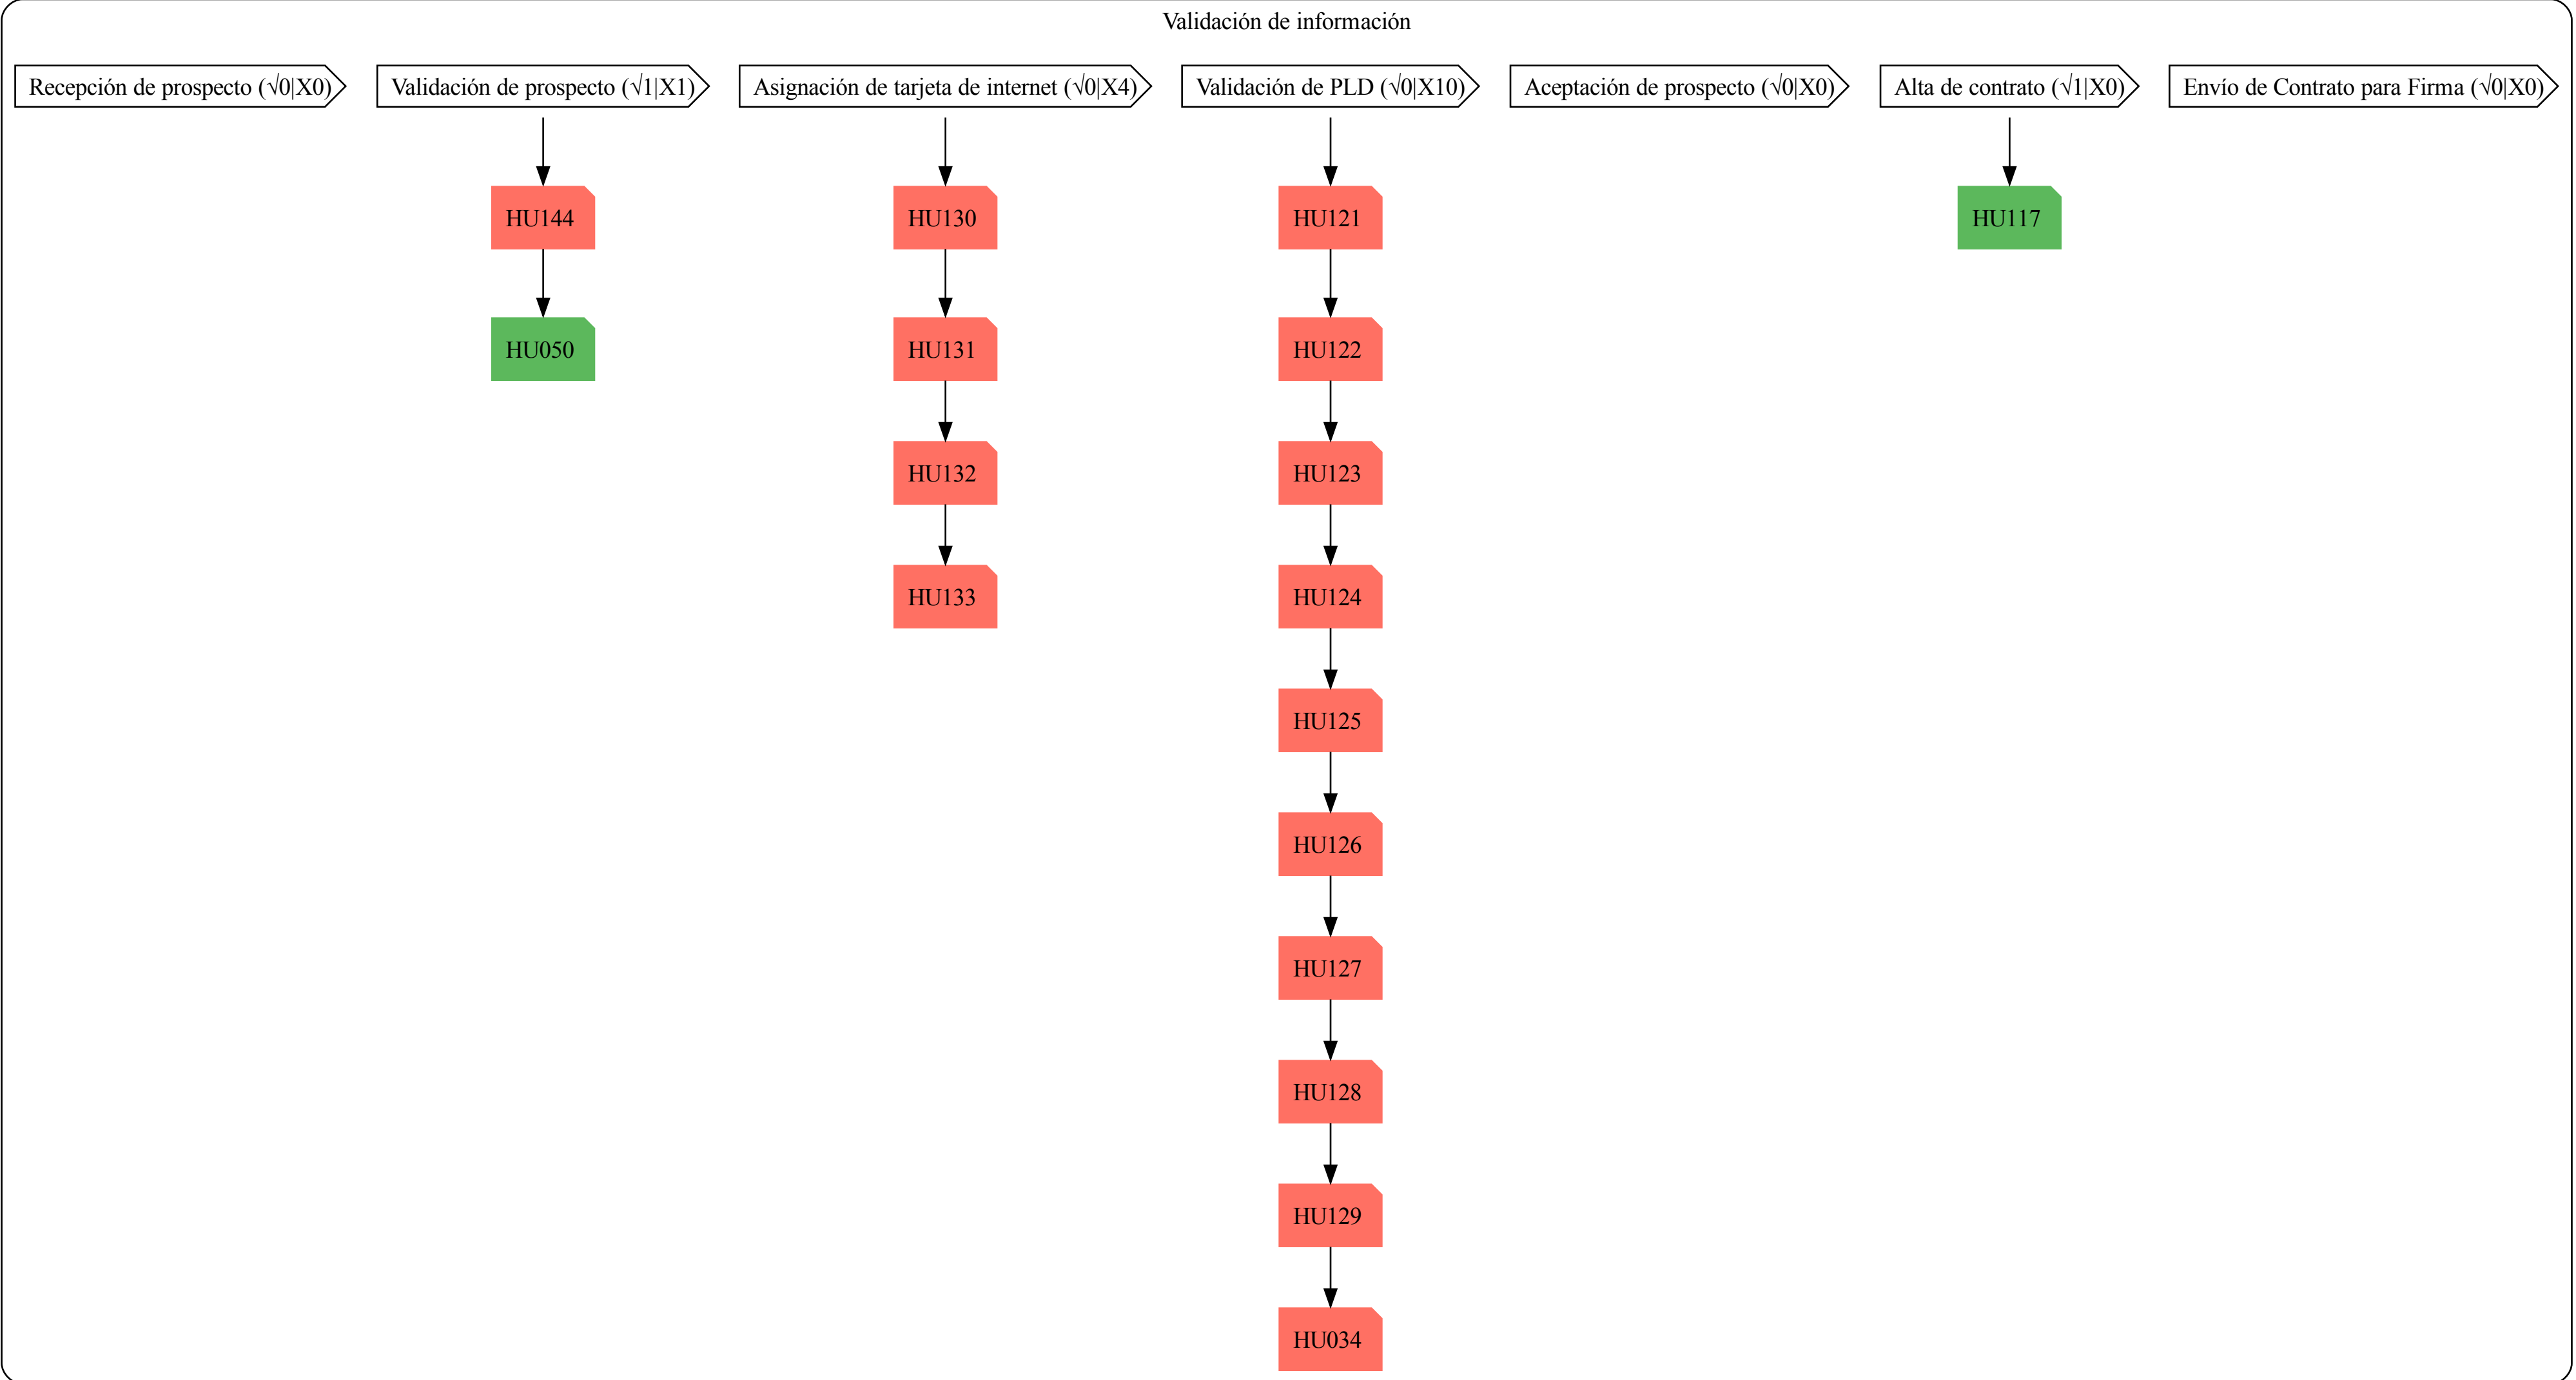 Validación de información
Recepción de prospecto (√0|X0)
Validación de prospecto (√1|X1)
Asignación de tarjeta de internet (√0|X4)
Validación de PLD (√0|X10)
Aceptación de prospecto (√0|X0)
Alta de contrato (√1|X0)
Envío de Contrato para Firma (√0|X0)
HU144
HU050
HU130
HU131
HU132
HU133
HU121
HU122
HU123
HU124
HU125
HU126
HU127
HU128
HU129
HU034
HU117